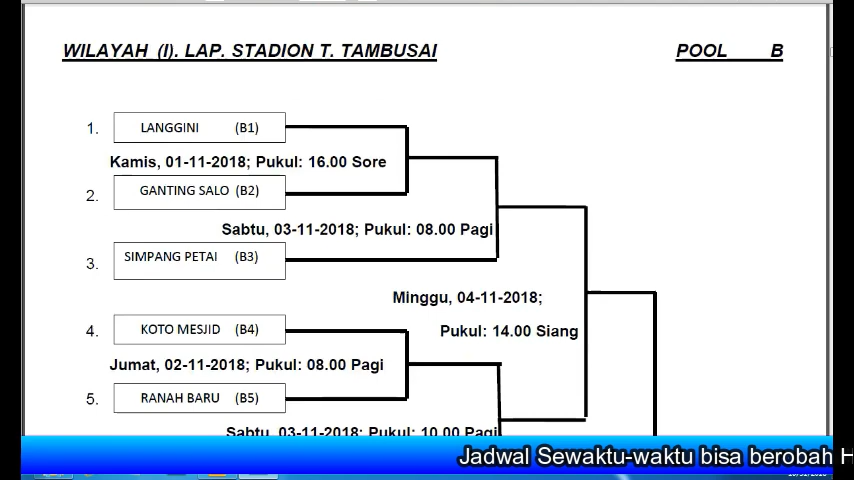 WILAYAH (I). LAP. STADION T. TAMBUSAI POOL B
1. LANGGINI (B1)
Kamis, 01-11-2018; Pukul: 16.00 Sore
2. GANTING SALO (B2)
Sabtu, 03-11-2018; Pukul: 08.00 Pagi
3. SIMPANG PETAI (B3)
Minggu, 04-11-2018;
Pukul: 14.00 Siang
4. KOTO MESJID (B4)
Jumat, 02-11-2018; Pukul: 08.00 Pagi
5. RANAH BARU (B5)
Sabtu, 03-11-2018; Pukul: 10.00 Pagi
Jadwal Sewaktu-waktu bisa berobah H